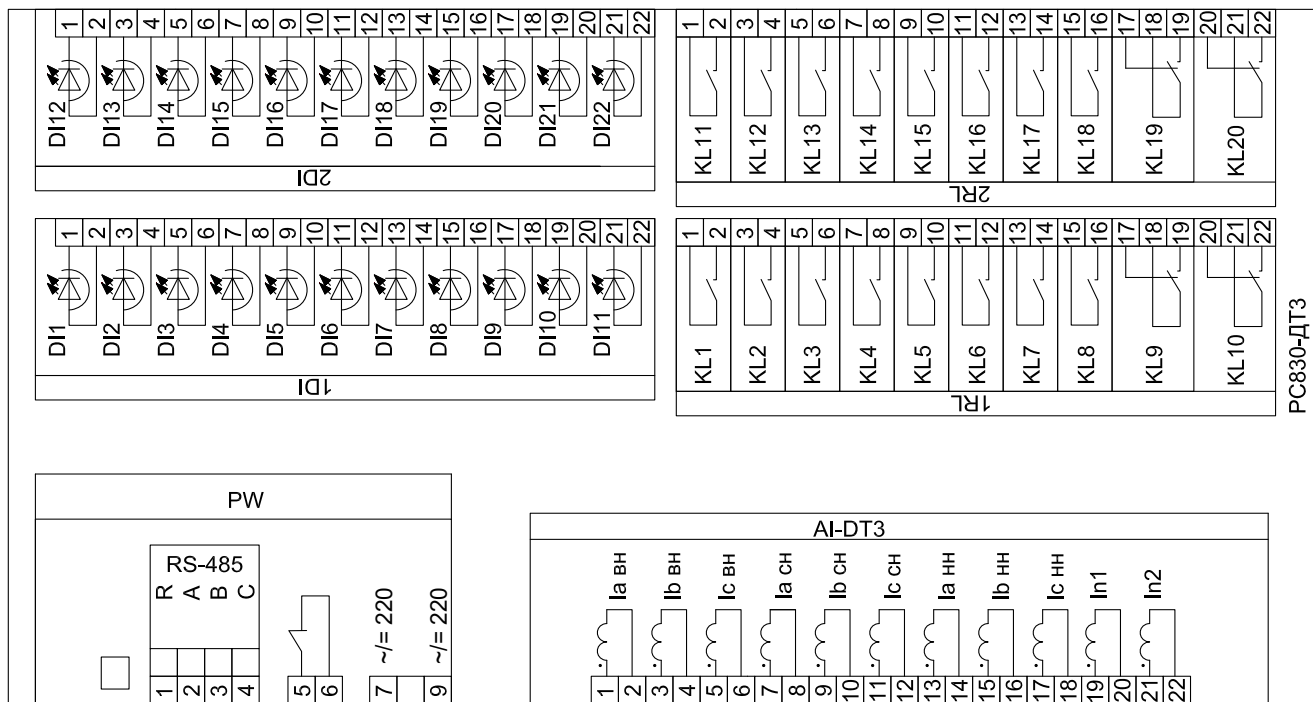 1 2 3 4 5 6 7 8 9 10 11 12 13 14 15 16 17 18 19 20 21 22
DI12 DI13 DI14 DI15 DI16 DI17 DI18 DI19 DI20 DI21 DI22
2DI
1 2 3 4 5 6 7 8 9 10 11 12 13 14 15 16 17 18 19 20 21 22
KL11 KL12 KL13 KL14 KL15 KL16 KL17 KL18 KL19 KL20
2RL
1 2 3 4 5 6 7 8 9 10 11 12 13 14 15 16 17 18 19 20 21 22
DI1 DI2 DI3 DI4 DI5 DI6 DI7 DI8 DI9 DI10 DI11
1DI
1 2 3 4 5 6 7 8 9 10 11 12 13 14 15 16 17 18 19 20 21 22
KL1 KL2 KL3 KL4 KL5 KL6 KL7 KL8 KL9 KL10
1RL
РС830-ДТ3
PW
RS-485
R A B C
~/= 220
~/= 220
1 2 3 4 5 6 7 9
AI-DT3
Ia вн Ib вн Ic вн Ia сн Ib сн Ic сн Ia нн Ib нн Ic нн In1 In2
1 2 3 4 5 6 7 8 9 10 11 12 13 14 15 16 17 18 19 20 21 22